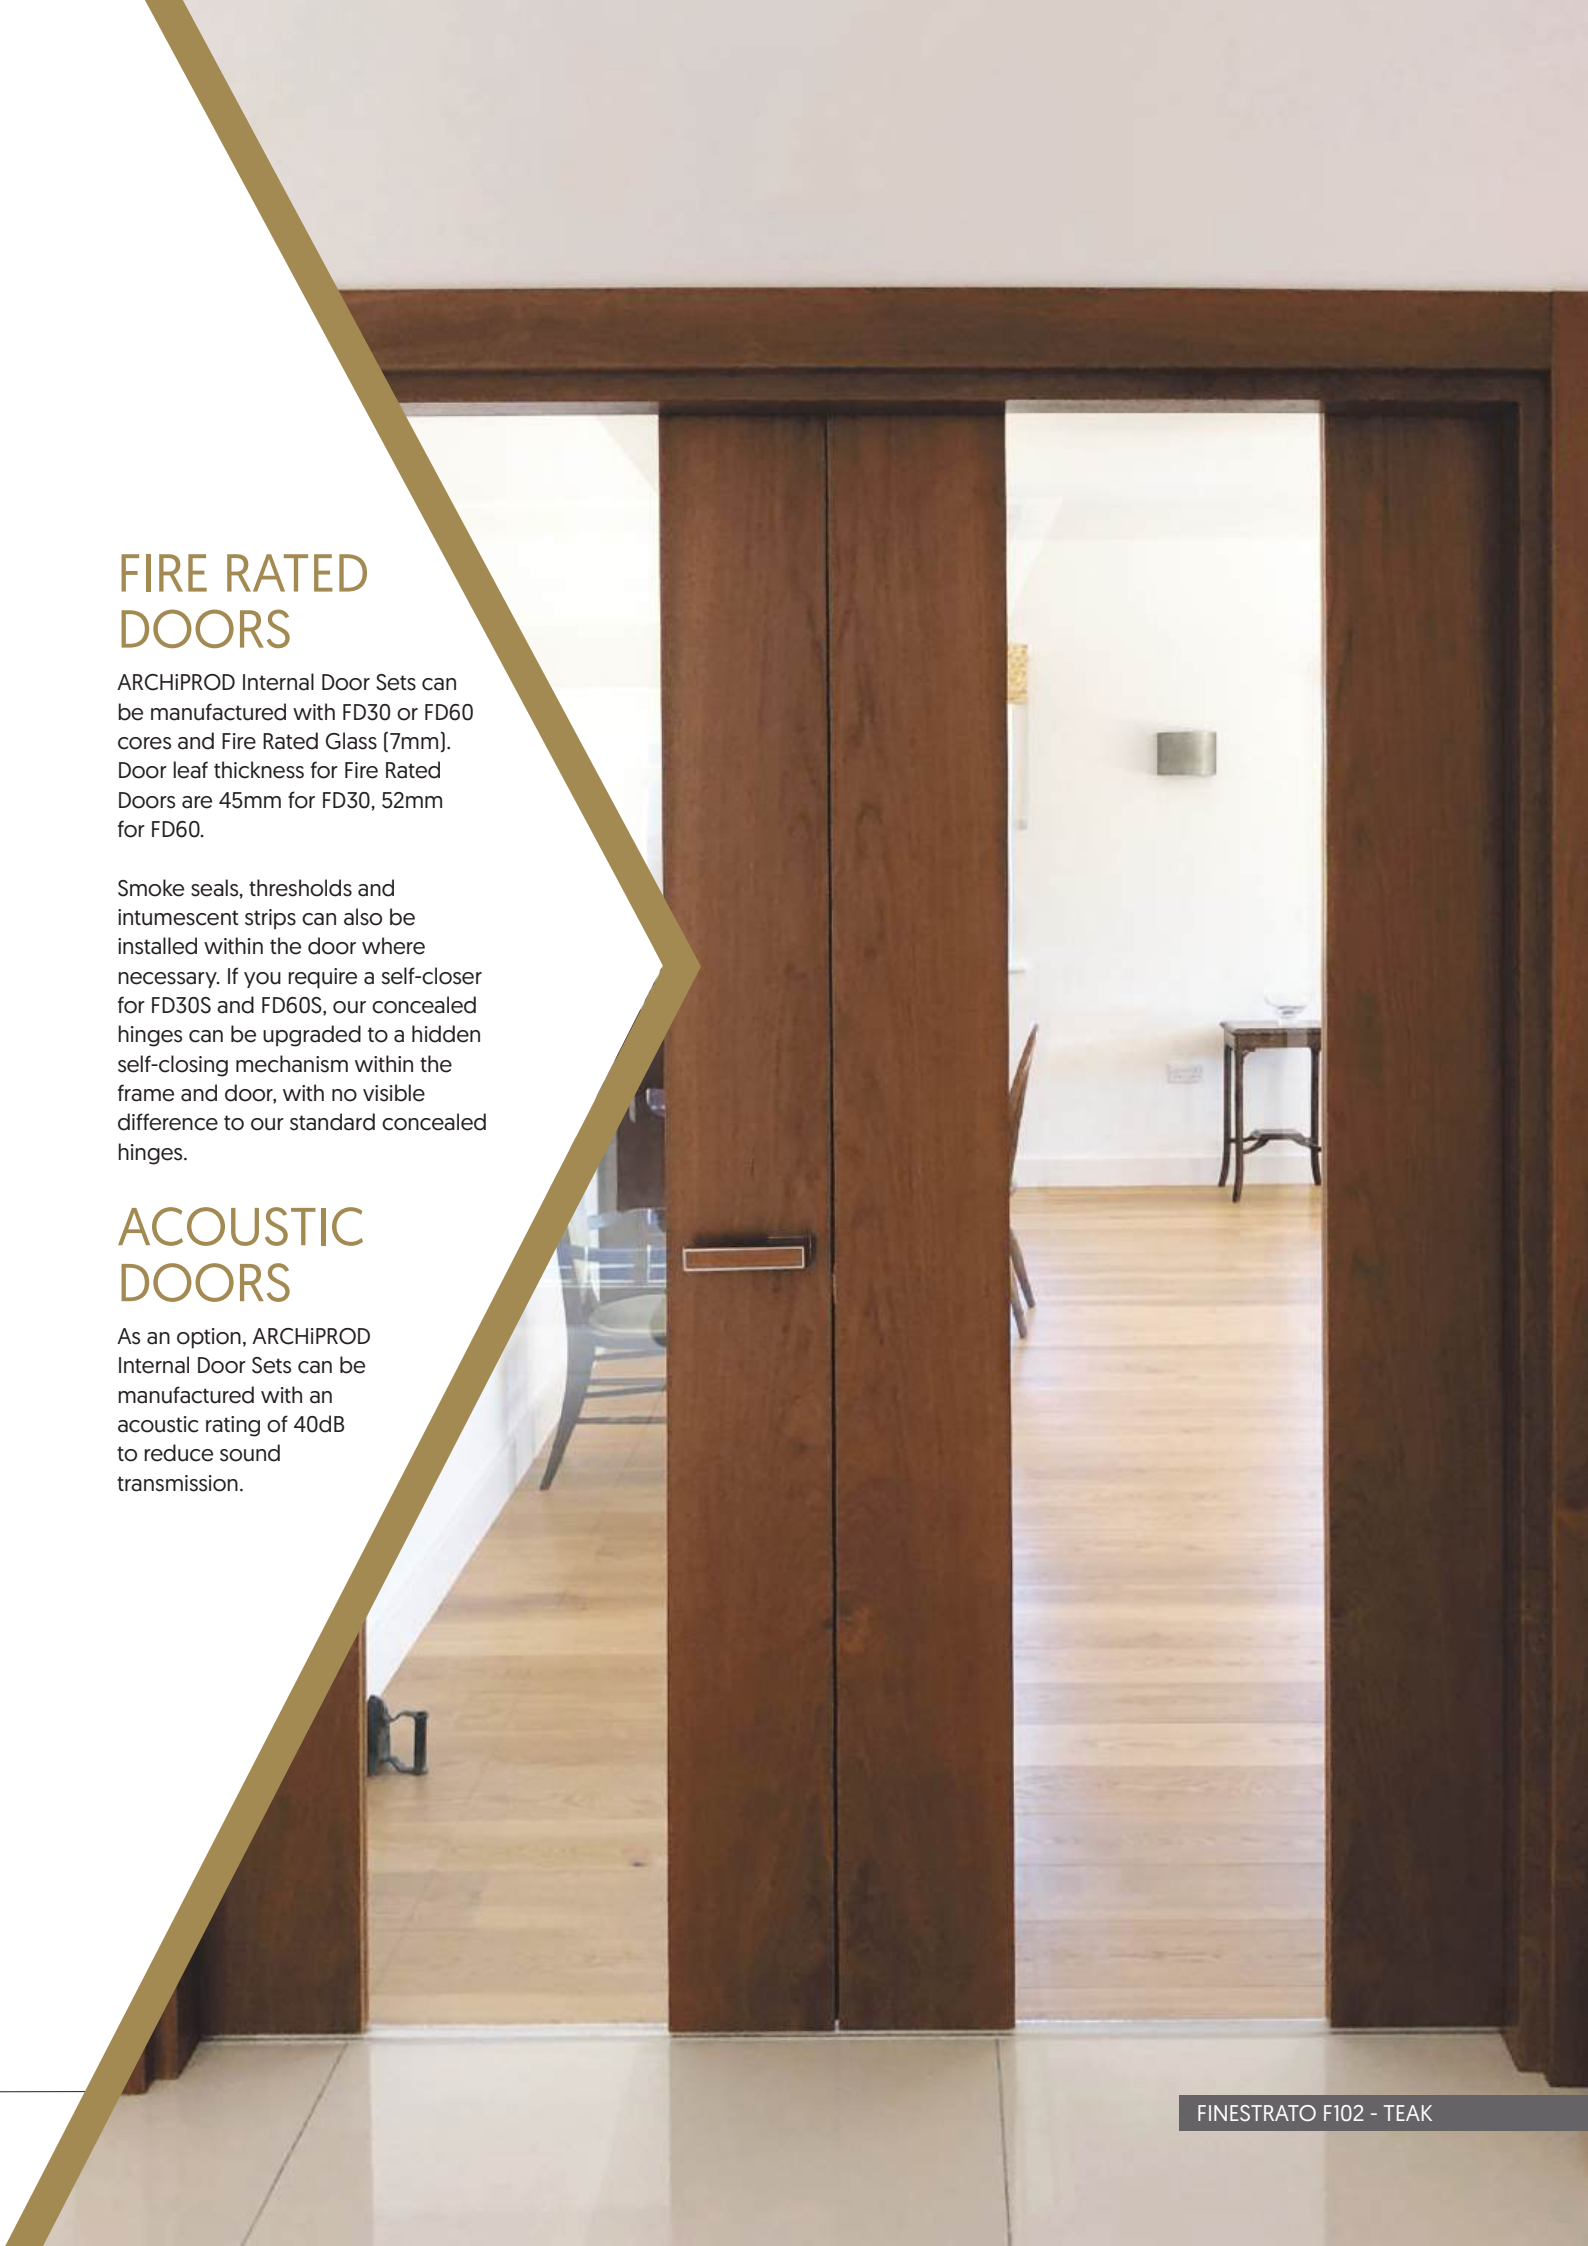 FIRE RATED
DOORS
ARCHiPROD Internal Door Sets can
be manufactured with FD30 or FD60
cores and Fire Rated Glass (7mm).
Door leaf thickness for Fire Rated
Doors are 45mm for FD30, 52mm
for FD60.
Smoke seals, thresholds and
intumescent strips can also be
installed within the door where
necessary. If you require a self-closer
for FD30S and FD60S, our concealed
hinges can be upgraded to a hidden
self-closing mechanism within the
frame and door, with no visible
difference to our standard concealed
hinges.
ACOUSTIC
DOORS
As an option, ARCHiPROD
Internal Door Sets can be
manufactured with an
acoustic rating of 40dB
to reduce sound
transmission.
FINESTRATO F102 - TEAK